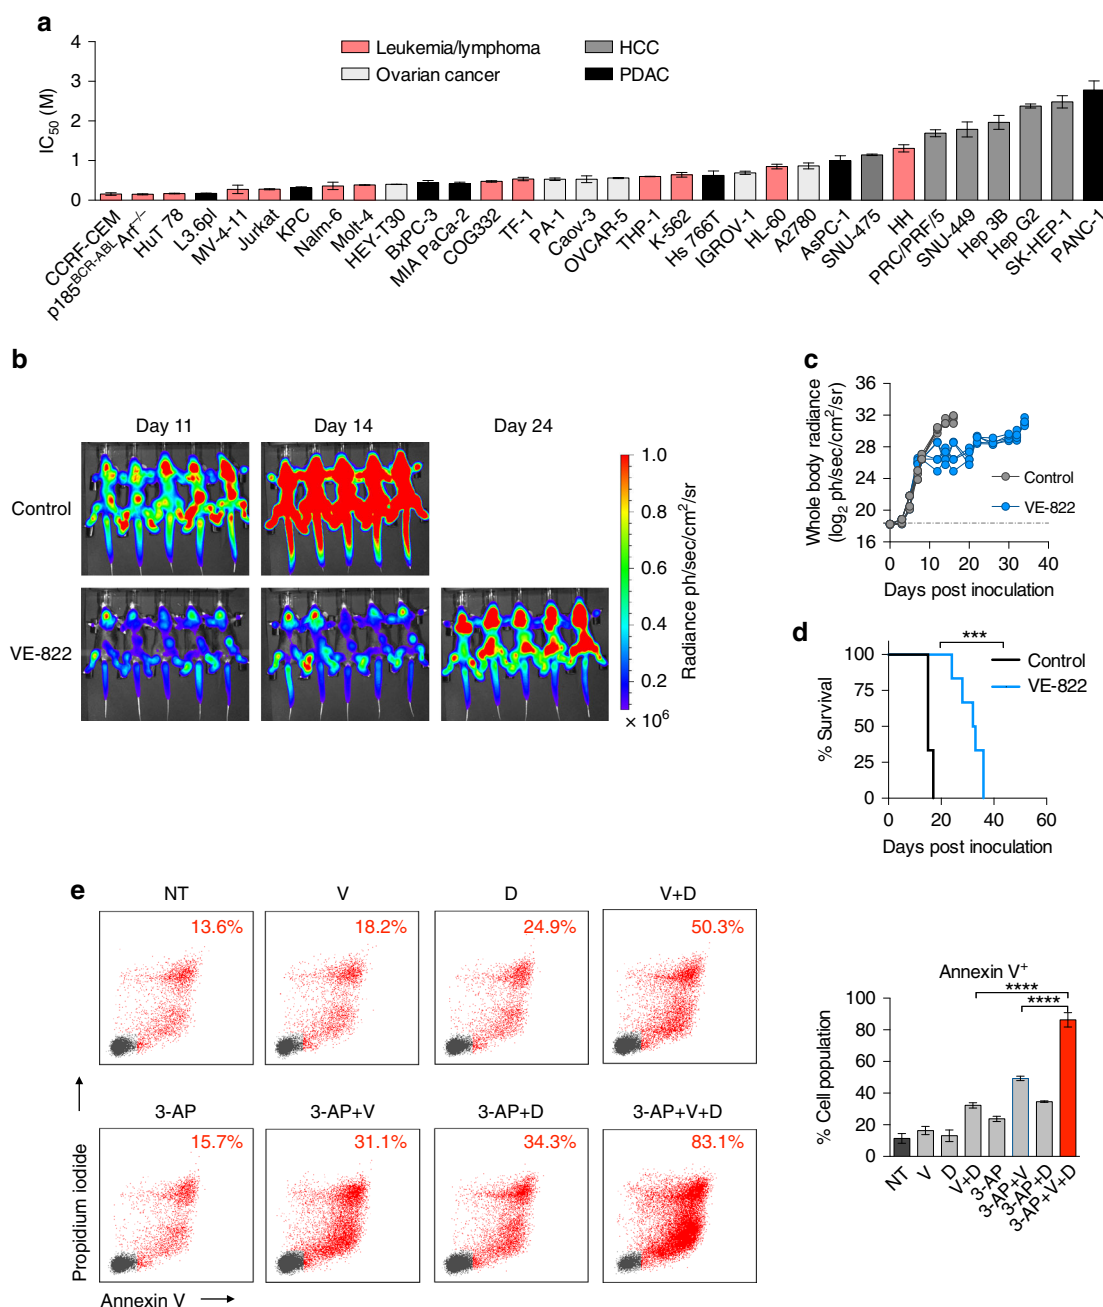 a
4
3
2
1
0
IC50 (M)
Leukemia/lymphoma
Ovarian cancer
HCC
PDAC
CCRF-CEM
p185BCR-ABL Arf−/−
HuT 78
L3.6pl
MV-4-11
Jurkat
KPC
Nalm-6
Molt-4
HEY-T30
BxPC-3
MIA PaCa-2
COG332
TF-1
PA-1
Caov-3
OVCAR-5
THP-1
K-562
Hs 766T
IGROV-1
HL-60
A2780
AsPC-1
SNU-475
HH
PRC/PRF/5
SNU-449
Hep 3B
Hep G2
SK-HEP-1
PANC-1
b
Day 11
Day 14
Day 24
Control
VE-822
1.0
0.8
0.6
0.4
0.2
× 10⁶
Radiance ph/sec/cm²/sr
c
36
32
28
24
20
16
Whole body radiance
(log₂ ph/sec/cm²/sr)
Control
VE-822
0 10 20 30 40
Days post inoculation
d
***
100
75
50
25
0
% Survival
Control
VE-822
0 20 40 60
Days post inoculation
e
NT
13.6%
V
18.2%
D
24.9%
V+D
50.3%
3-AP
15.7%
3-AP+V
31.1%
3-AP+D
34.3%
3-AP+V+D
83.1%
Propidium iodide
Annexin V
Annexin V⁺
****
****
100
80
60
40
20
0
% Cell population
NT
V
D
V+D
3-AP
3-AP+V
3-AP+D
3-AP+V+D